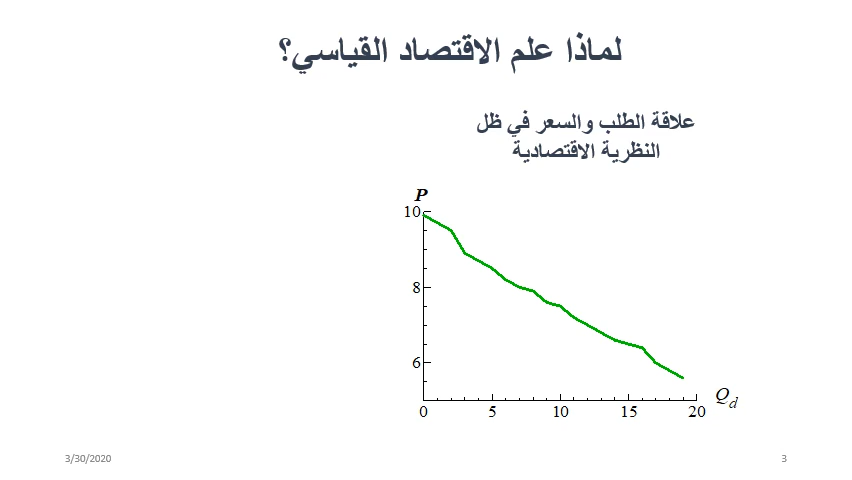 لماذا علم الاقتصاد القياسي؟
علاقة الطلب والسعر في ظل
النظرية الاقتصادية
P
10
8
6
0 5 10 15 20
Qd
3/30/2020
3